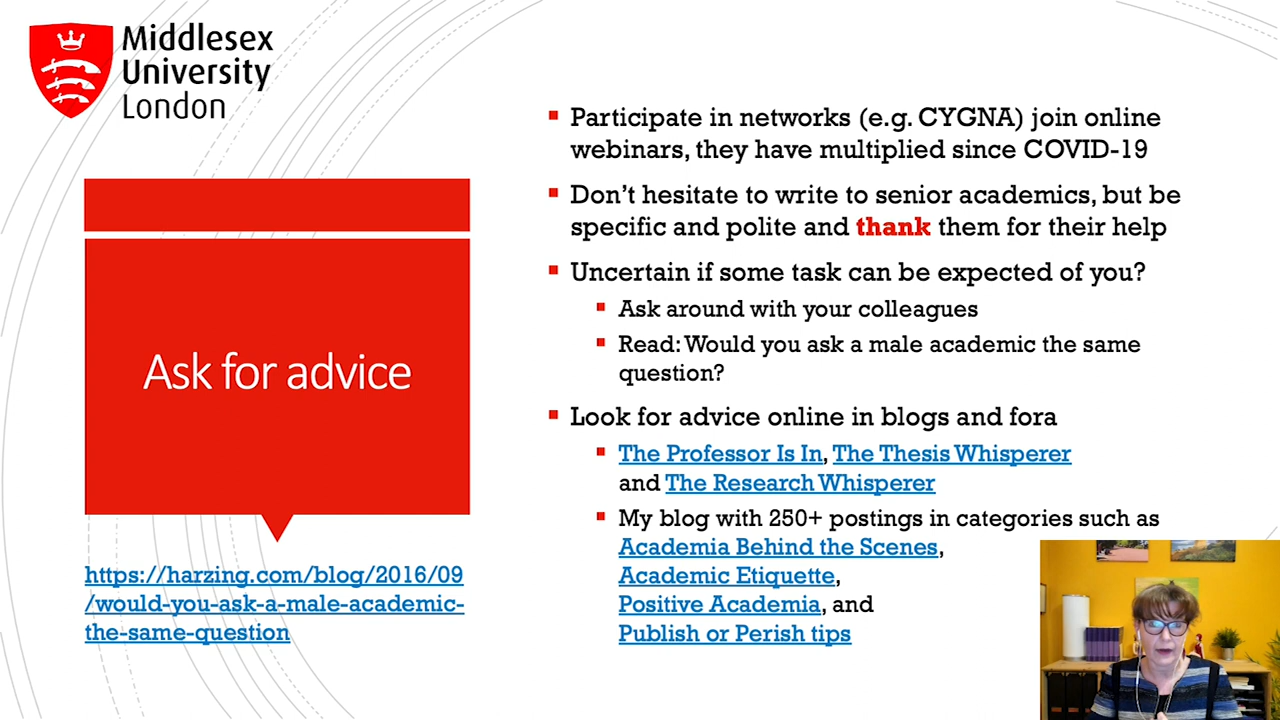 Middlesex
University
London
Ask for advice
https://harzing.com/blog/2016/09
/would-you-ask-a-male-academic-
the-same-question
Participate in networks (e.g. CYGNA) join online
webinars, they have multiplied since COVID-19
Don’t hesitate to write to senior academics, but be
specific and polite and thank them for their help
Uncertain if some task can be expected of you?
Ask around with your colleagues
Read: Would you ask a male academic the same
question?
Look for advice online in blogs and fora
The Professor Is In, The Thesis Whisperer
and The Research Whisperer
My blog with 250+ postings in categories such as
Academia Behind the Scenes,
Academic Etiquette,
Positive Academia, and
Publish or Perish tips